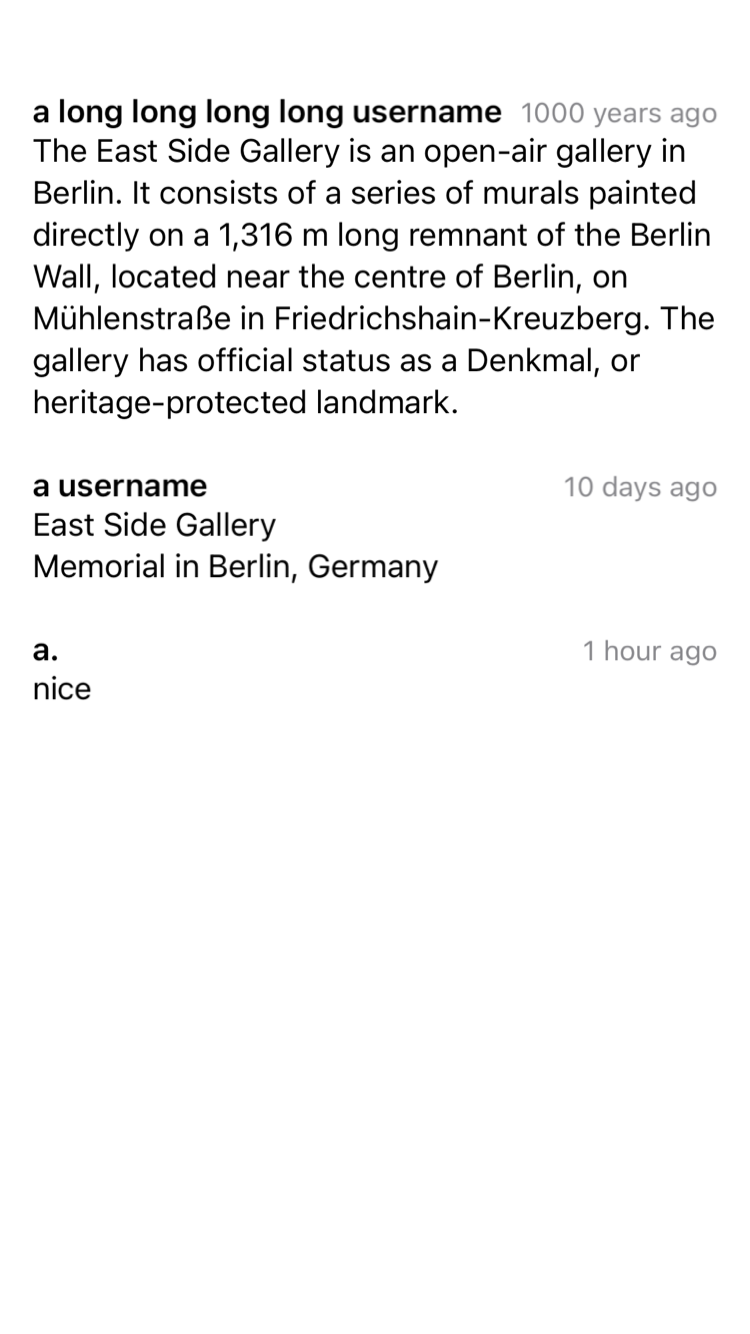 a long long long long username 1000 years ago
The East Side Gallery is an open-air gallery in
Berlin. It consists of a series of murals painted
directly on a 1,316 m long remnant of the Berlin
Wall, located near the centre of Berlin, on
Mühlenstraße in Friedrichshain-Kreuzberg. The
gallery has official status as a Denkmal, or
heritage-protected landmark.
a username 10 days ago
East Side Gallery
Memorial in Berlin, Germany
a. 1 hour ago
nice